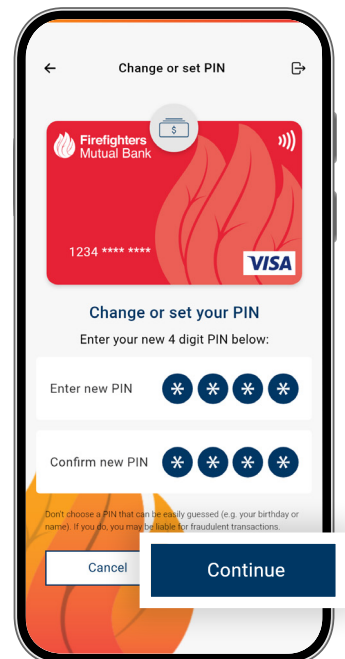 Change or set PIN
$
Firefighters
Mutual Bank
1234 **** ****
VISA
Change or set your PIN
Enter your new 4 digit PIN below:
Enter new PIN * * * *
Confirm new PIN * * * *
Don't choose a PIN that can be easily guessed (e.g. your birthday or
name). If you do, you may be liable for fraudulent transactions.
Cancel
Continue